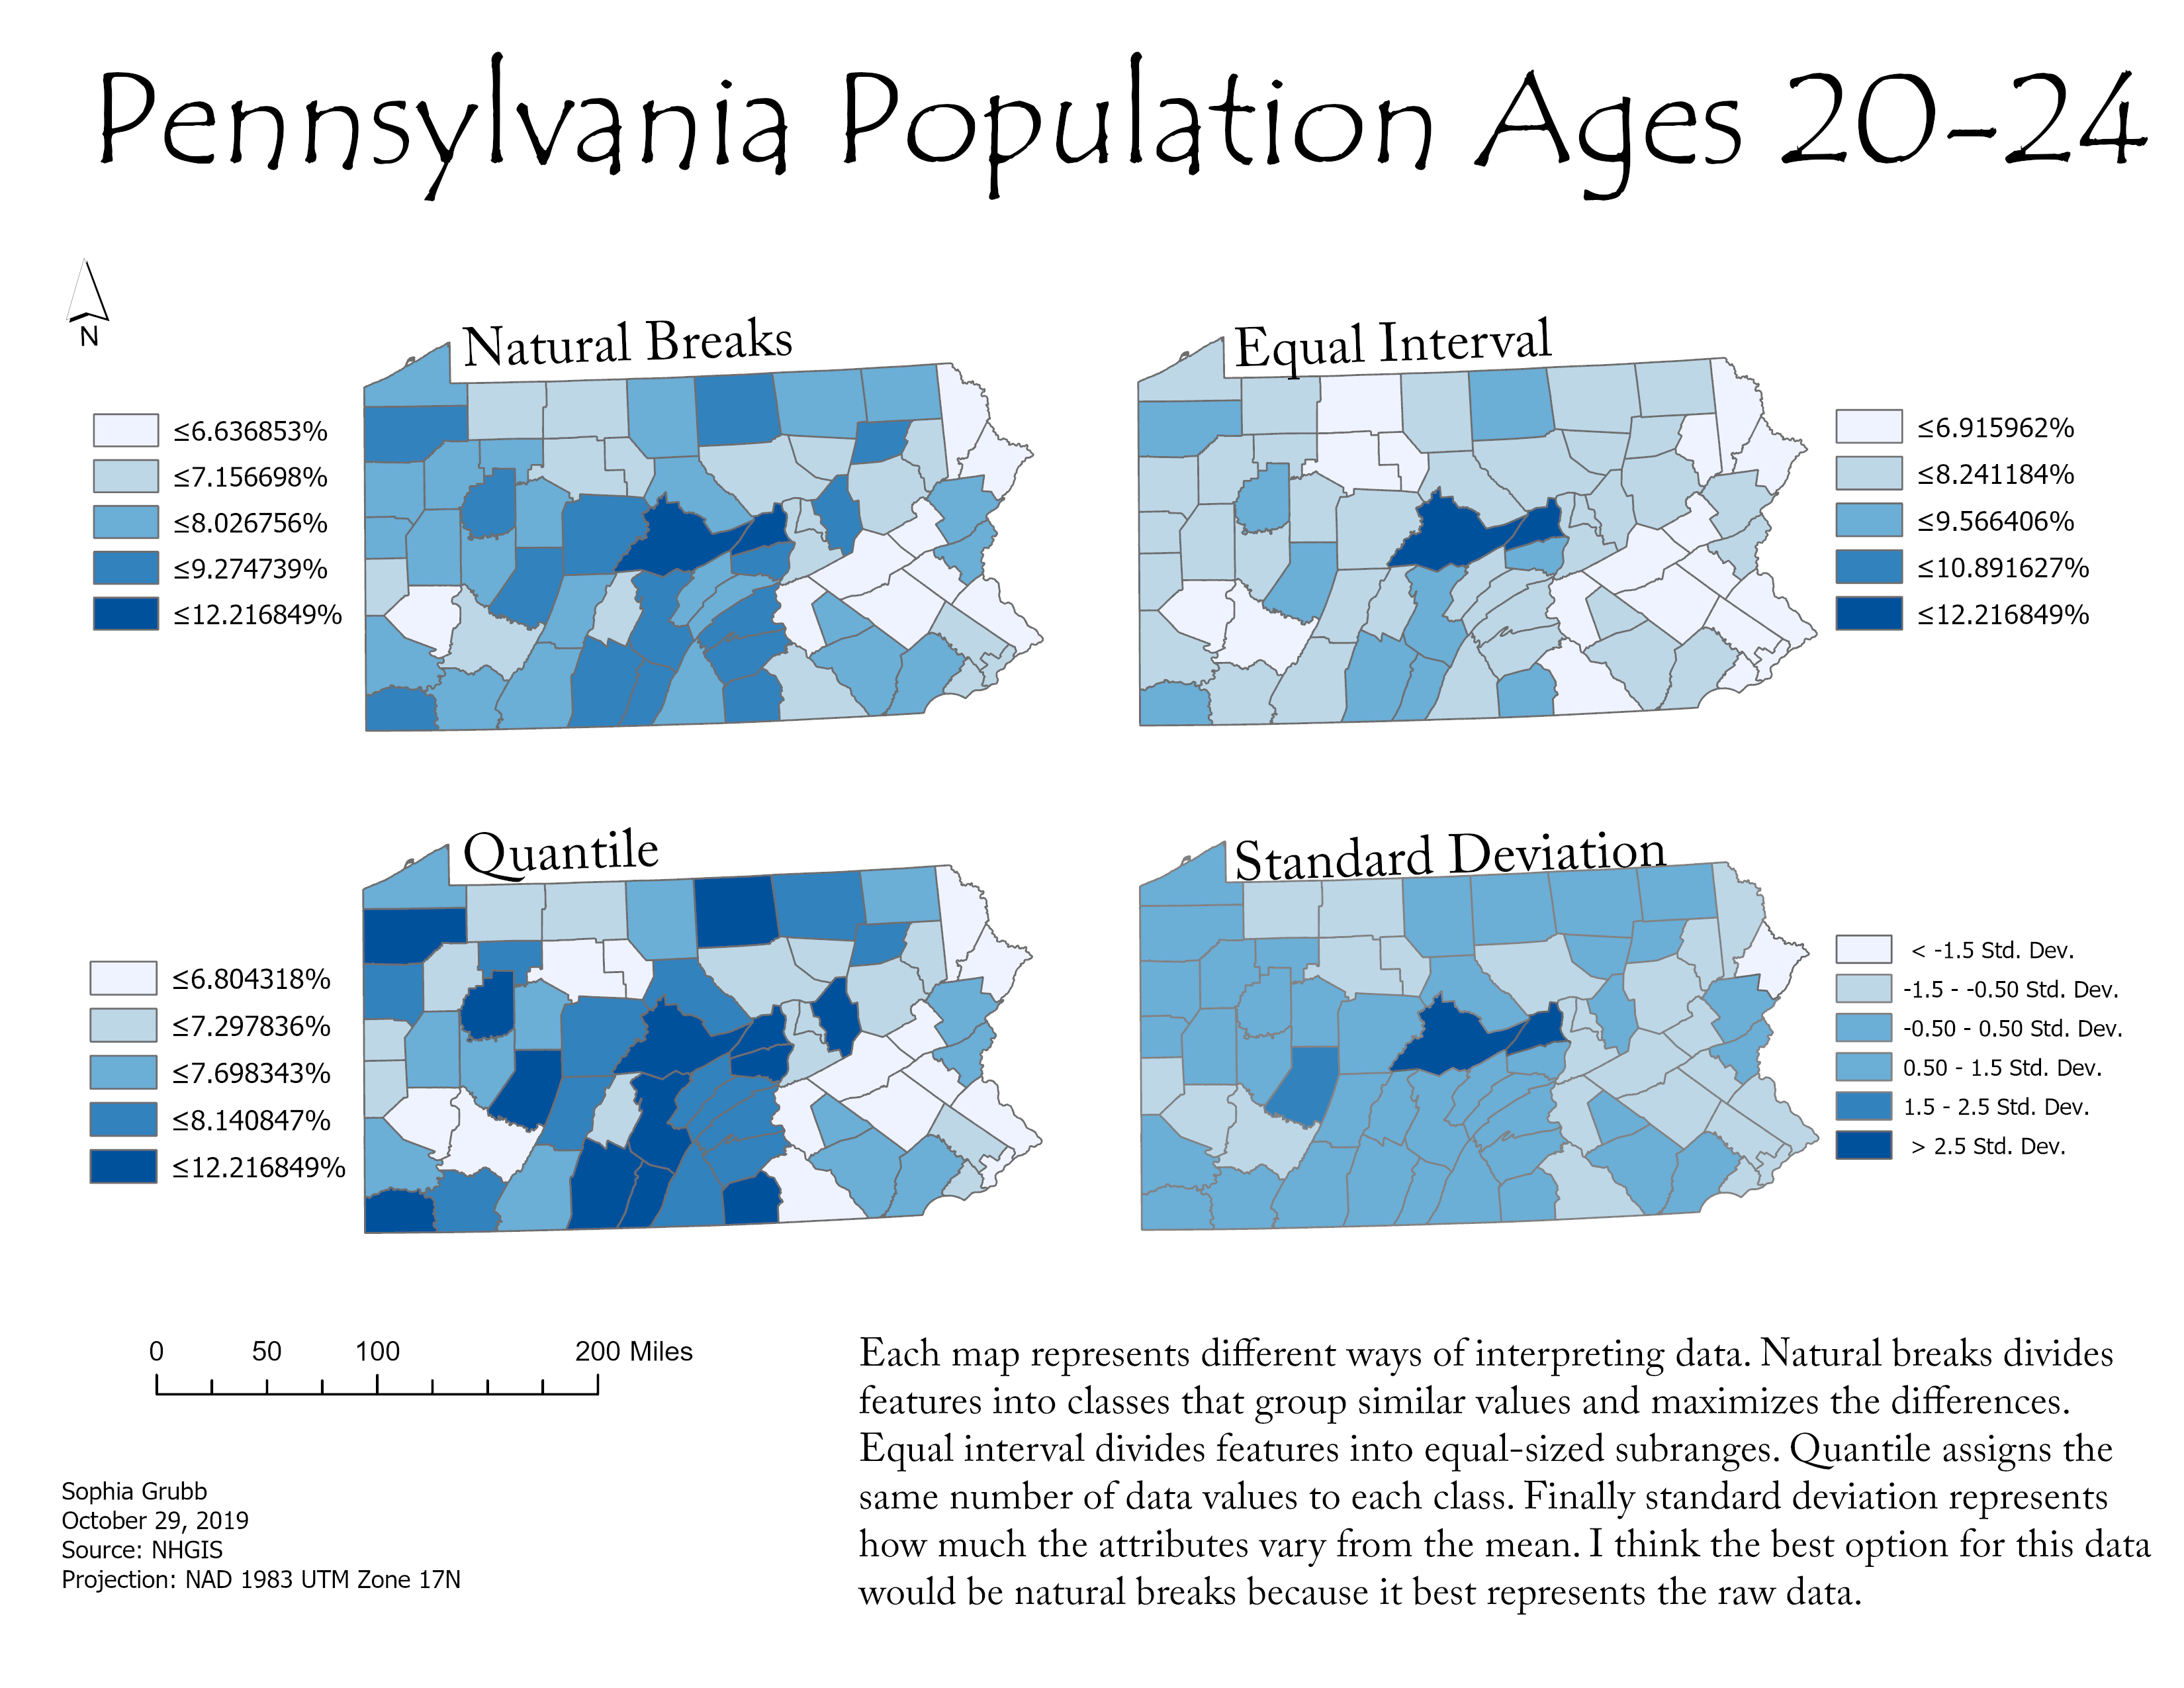 Pennsylvania Population Ages 20-24
N
Natural Breaks
≤6.636853%
≤7.156698%
≤8.026756%
≤9.274739%
≤12.216849%
Equal Interval
≤6.915962%
≤8.241184%
≤9.566406%
≤10.891627%
≤12.216849%
Quantile
≤6.804318%
≤7.297836%
≤7.698343%
≤8.140847%
≤12.216849%
Standard Deviation
< -1.5 Std. Dev.
-1.5 - -0.50 Std. Dev.
-0.50 - 0.50 Std. Dev.
0.50 - 1.5 Std. Dev.
1.5 - 2.5 Std. Dev.
> 2.5 Std. Dev.
0 50 100 200 Miles
Each map represents different ways of interpreting data. Natural breaks divides
features into classes that group similar values and maximizes the differences.
Equal interval divides features into equal-sized subranges. Quantile assigns the
same number of data values to each class. Finally standard deviation represents
how much the attributes vary from the mean. I think the best option for this data
would be natural breaks because it best represents the raw data.
Sophia Grubb
October 29, 2019
Source: NHGIS
Projection: NAD 1983 UTM Zone 17N